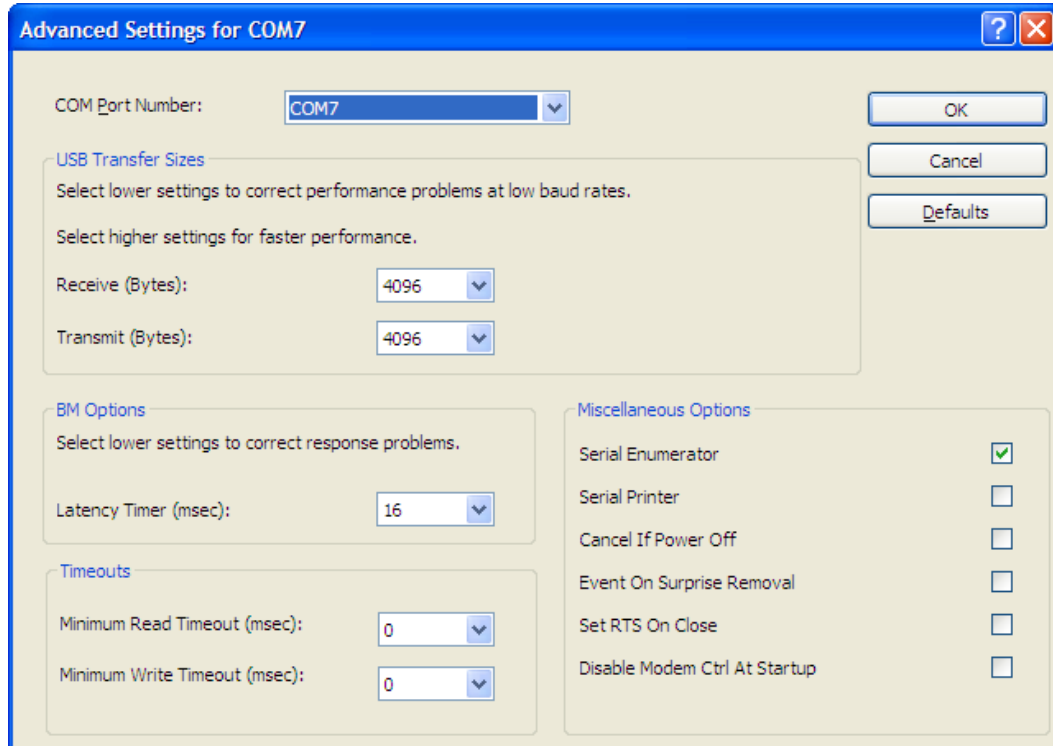 Advanced Settings for COM7
COM Port Number: COM7
OK
USB Transfer Sizes
Cancel
Select lower settings to correct performance problems at low baud rates.
Defaults
Select higher settings for faster performance.
Receive (Bytes): 4096
Transmit (Bytes): 4096
BM Options
Select lower settings to correct response problems.
Latency Timer (msec): 16
Timeouts
Minimum Read Timeout (msec): 0
Minimum Write Timeout (msec): 0
Miscellaneous Options
Serial Enumerator
Serial Printer
Cancel If Power Off
Event On Surprise Removal
Set RTS On Close
Disable Modem Ctrl At Startup